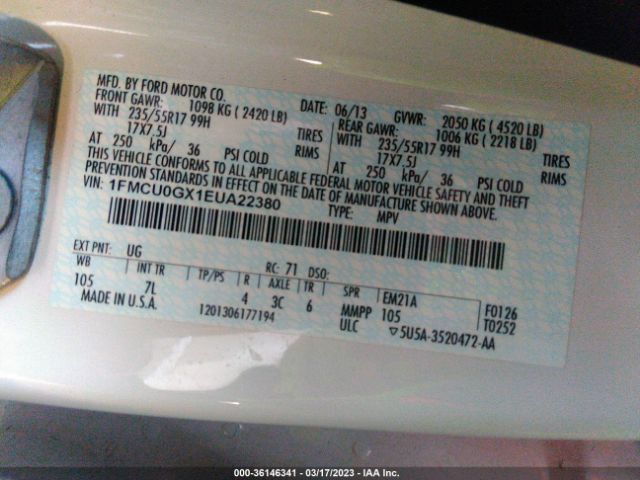 MFD. BY FORD MOTOR CO.
DATE: 06/13 GVWR: 2050 KG ( 4520 LB)
FRONT GAWR: 1098 KG ( 2420 LB) REAR GAWR: 1006 KG ( 2218 LB)
WITH 235/55R17 99H TIRES WITH 235/55R17 99H TIRES
17X7.5J RIMS 17X7.5J RIMS
AT 250 kPa/ 36 PSI COLD AT 250 kPa/ 36 PSI COLD
THIS VEHICLE CONFORMS TO ALL APPLICABLE FEDERAL MOTOR VEHICLE SAFETY AND THEFT
PREVENTION STANDARDS IN EFFECT ON THE DATE OF MANUFACTURE SHOWN ABOVE.
VIN: 1FMCU0GX1EUA22380
TYPE: MPV
EXT PNT: UG RC: 71 DSO:
WB INT TR TP/PS R AXLE TR SPR EM21A F0126
105 7L 4 3C 6 MMPP 105 T0252
MADE IN U.S.A. 1201306177194 ULC ▽5U5A-3520472-AA
000-36146341 | 03/17/2023 - IAA Inc.